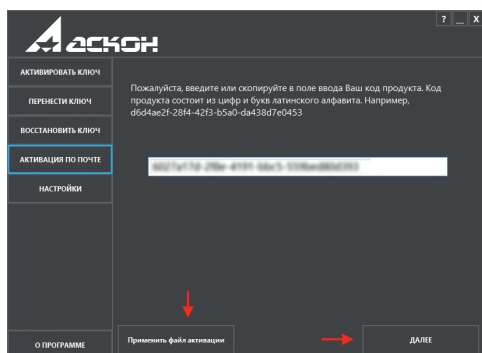 ? _ X
АСКОН
АКТИВИРОВАТЬ КЛЮЧ
ПЕРЕНЕСТИ КЛЮЧ
ВОССТАНОВИТЬ КЛЮЧ
АКТИВАЦИЯ ПО ПОЧТЕ
НАСТРОЙКИ
Пожалуйста, введите или скопируйте в поле ввода Ваш
код продукта. Код
продукта состоит из цифр и букв латинского алфавита. Например,
d6d4ae2f-28f4-42f3-b5a0-da438d7e0453
О ПРОГРАММЕ
Применить файл активации
ДАЛЕЕ